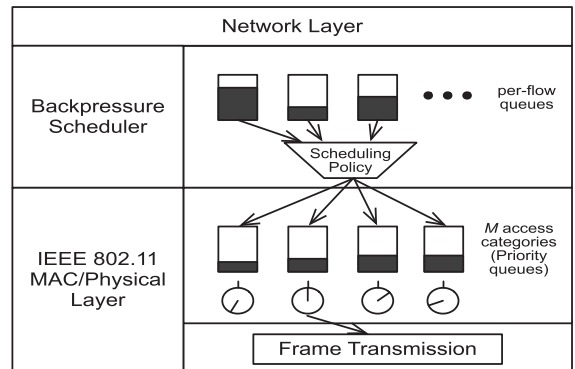 Network Layer
Backpressure
Scheduler
per-flow
queues
Scheduling
Policy
IEEE 802.11
MAC/Physical
Layer
M access
categories
(Priority
queues)
Frame Transmission